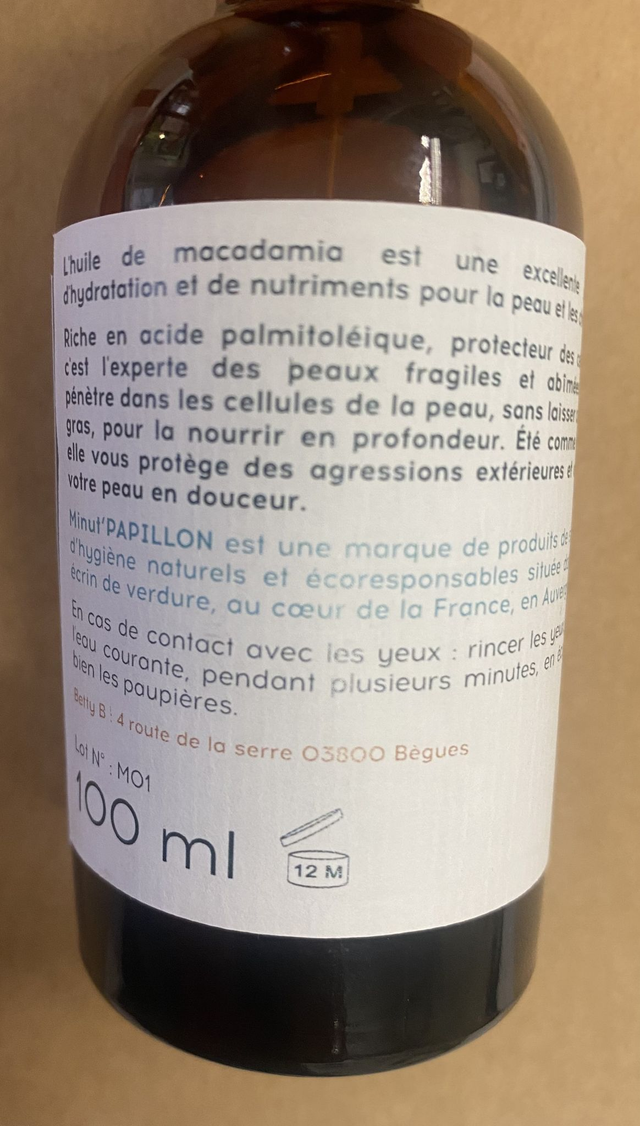 L'huile de macadamia est une excellente
d'hydratation et de nutriments pour la peau et les
Riche en acide palmitoléique, protecteur des
c'est l'experte des peaux fragiles et
pénètre dans les cellules de la peau, sans laisser
gras, pour la nourrir en profondeur. Été
elle vous protège des agressions extérieures et
votre peau en douceur.
Minut'PAPILLON est une marque de produits de
d'hygiène naturels et écoresponsables située
écrin de verdure, au cœur de la France, en
En cas de contact avec les yeux : rincer les
l'eau courante, pendant plusieurs minutes, en
bien les paupières.
Betty B : 4 route de la serre 03800 Bègues
Lot N° : MO1
100 ml
12 M